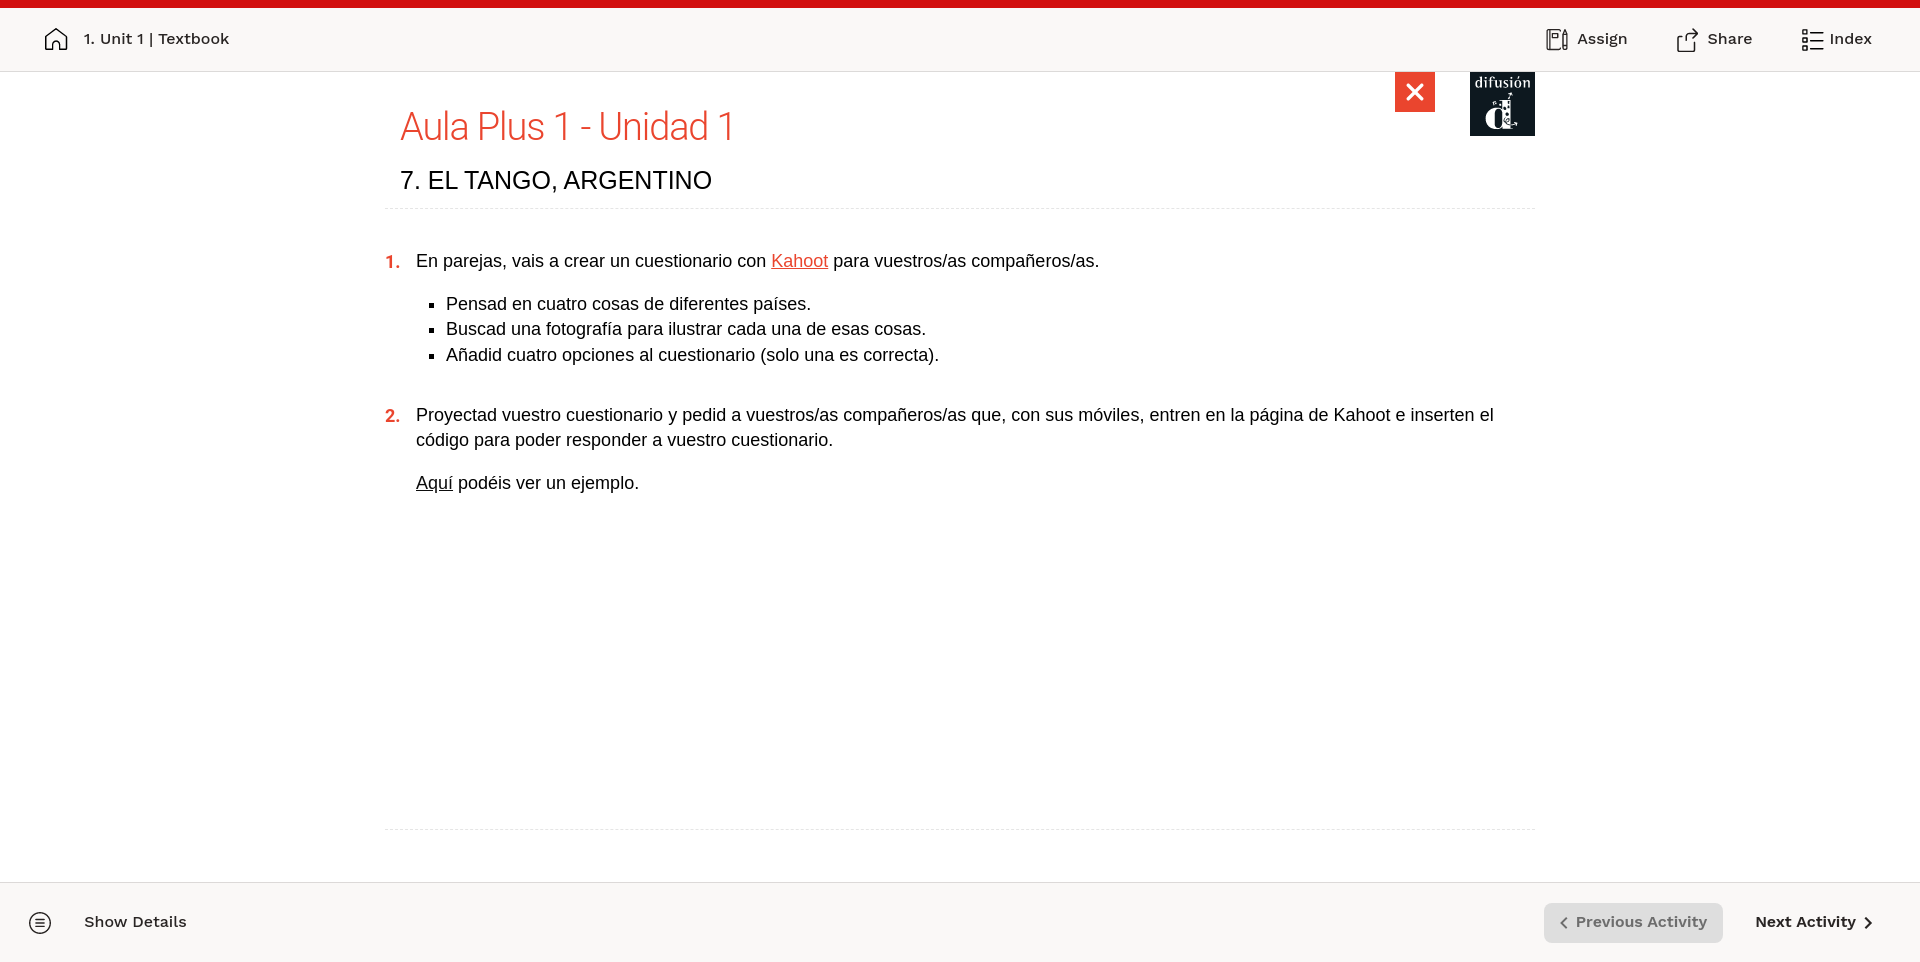 1. Unit 1 | Textbook
Assign
Share
Index
difusión
d
Aula Plus 1 - Unidad 1
7. EL TANGO, ARGENTINO
1. En parejas, vais a crear un cuestionario con Kahoot para vuestros/as compañeros/as.
▪ Pensad en cuatro cosas de diferentes países.
▪ Buscad una fotografía para ilustrar cada una de esas cosas.
▪ Añadid cuatro opciones al cuestionario (solo una es correcta).
2. Proyectad vuestro cuestionario y pedid a vuestros/as compañeros/as que, con sus móviles, entren en la página de Kahoot e inserten el
código para poder responder a vuestro cuestionario.
Aquí podéis ver un ejemplo.
Show Details
Previous Activity
Next Activity